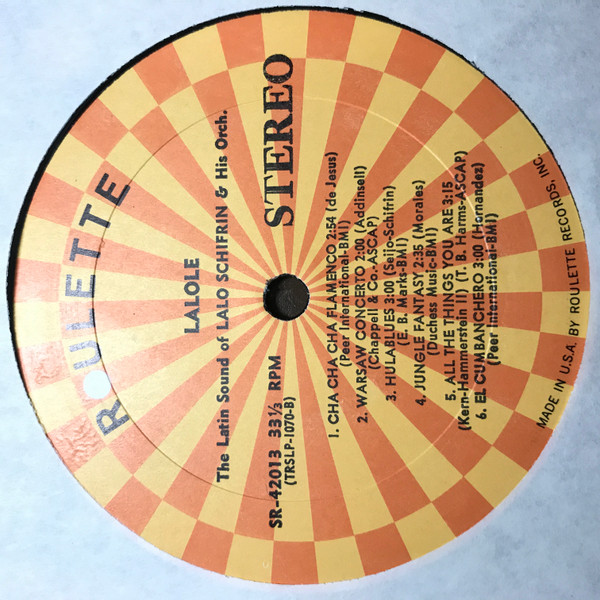 ROULETTE
LALOLE
The Latin Sound of LALO SCHIFRIN & His Orch.
STEREO
SR-42013 33⅓ RPM
(TRSLP-1070-B)
1. CHA CHA CHA FLAMENCO 2:54 (de Jesus)
(Peer International-BMI)
2. WARSAW CONCERTO 2:00 (Addinsell)
(Chappell & Co.-ASCAP)
3. HULABLUES 3:00 (Seijo-Schifrin)
(E. B. Marks-BMI)
4. JUNGLE FANTASY 2:35 (Morales)
(Duchess Music-BMI)
5. ALL THE THINGS YOU ARE 3:15
(Kern-Hammerstein II) (T. B. Harms-ASCAP)
6. EL CUMBANCHERO 3:00 (Hernandez)
(Peer International-BMI)
MADE IN U.S.A. BY ROULETTE RECORDS, INC.